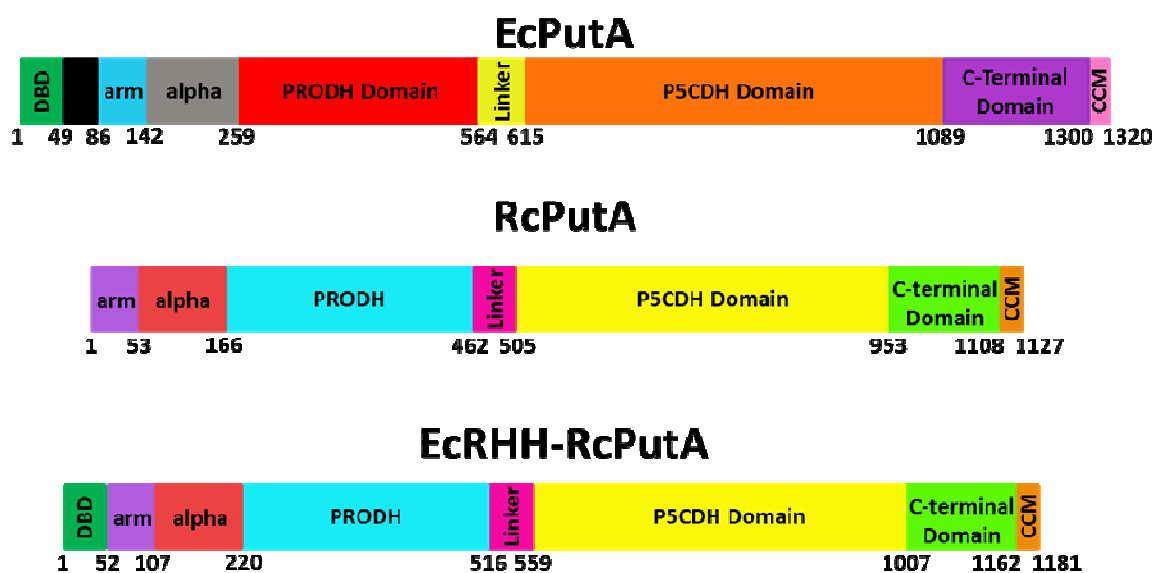 EcPutA
DBD arm alpha PRODH Domain Linker P5CDH Domain C-Terminal Domain CCM
1 49 86 142 259 564 615 1089 1300 1320
RcPutA
arm alpha PRODH Linker P5CDH Domain C-terminal Domain CCM
1 53 166 462 505 953 1108 1127
EcRHH-RcPutA
DBD arm alpha PRODH Linker P5CDH Domain C-terminal Domain CCM
1 52 107 220 516 559 1007 1162 1181